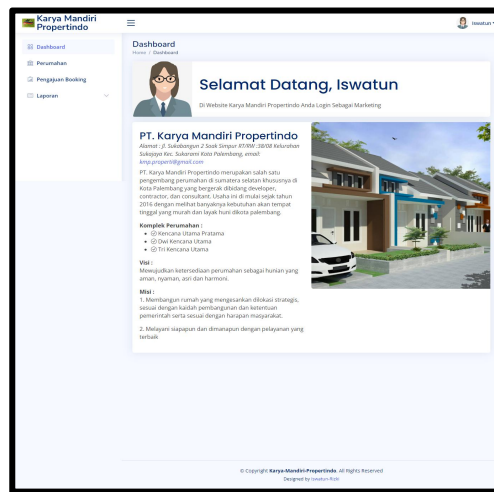 Karya Mandiri
Propertindo
Iswatun
Dashboard
Perumahan
Pengajuan Booking
Laporan
Dashboard
Home / Dashboard
Selamat Datang, Iswatun
Di Website Karya Mandiri Propertindo Anda Login Sebagai Marketing
PT. Karya Mandiri Propertindo
Alamat : jl. Sukabangun 2 Soak Simpur RT/RW :38/08 Kelurahan
Sukajaya Kec. Sukarami Kota Palembang, email:
kmp.properti@gmail.com
PT. Karya Mandiri Propertindo merupakan salah satu
pengembang perumahan di sumatera selatan khususnya di
Kota Palembang yang bergerak dibidang developer,
contractor, dan consultant. Usaha ini di mulai sejak tahun
2016 dengan melihat banyaknya kebutuhan akan tempat
tinggal yang murah dan layak huni dikota palembang.
Komplek Perumahan :
Kencana Utama Pratama
Dwi Kencana Utama
Tri Kencana Utama
Visi :
Mewujudkan ketersediaan perumahan sebagai hunian yang
aman, nyaman, asri dan harmoni.
Misi :
1. Membangun rumah yang mengesankan dilokasi strategis,
sesuai dengan kaidah pembangunan dan ketentuan
pemerintah serta sesuai dengan harapan masyarakat.
2. Melayani siapapun dan dimanapun dengan pelayanan yang
terbaik
© Copyright Karya-Mandiri-Propertindo. All Rights Reserved
Designed by Iswatun-Rizki